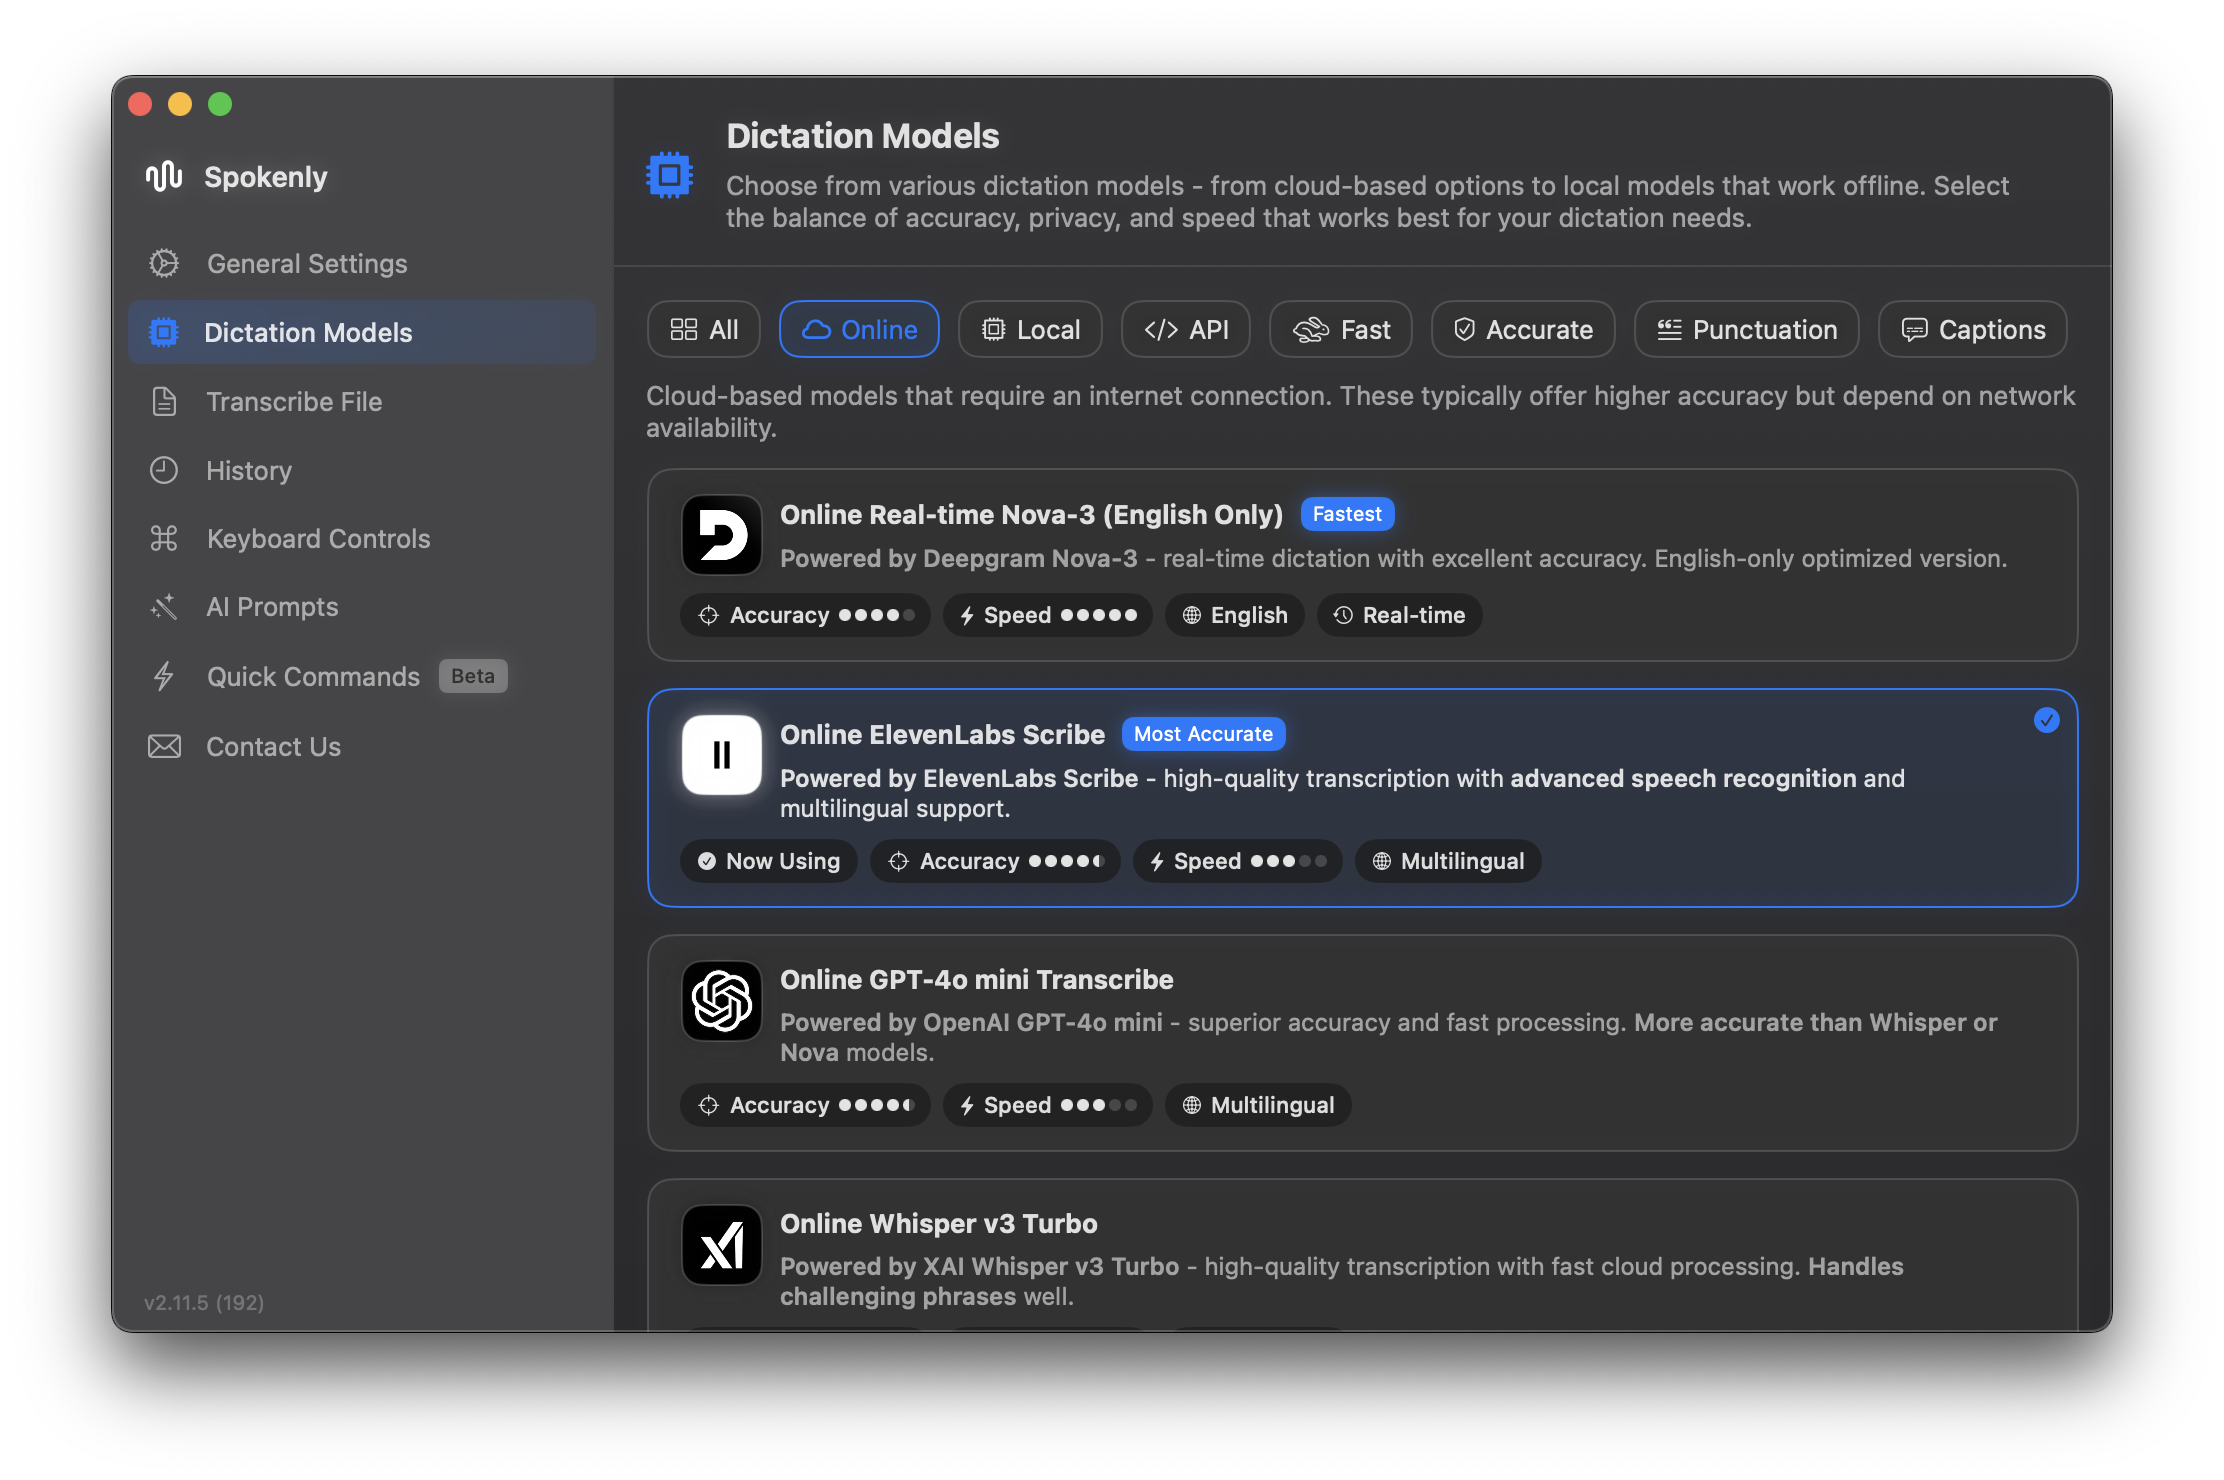 Spokenly
General Settings
Dictation Models
Transcribe File
History
Keyboard Controls
AI Prompts
Quick Commands Beta
Contact Us
v2.11.5 (192)
Dictation Models
Choose from various dictation models - from cloud-based options to local models that work offline. Select
the balance of accuracy, privacy, and speed that works best for your dictation needs.
All Online Local API Fast Accurate Punctuation Captions
Cloud-based models that require an internet connection. These typically offer higher accuracy but depend on network
availability.
Online Real-time Nova-3 (English Only) Fastest
Powered by Deepgram Nova-3 - real-time dictation with excellent accuracy. English-only optimized version.
Accuracy Speed English Real-time
Online ElevenLabs Scribe Most Accurate
Powered by ElevenLabs Scribe - high-quality transcription with advanced speech recognition and
multilingual support.
Now Using Accuracy Speed Multilingual
Online GPT-4o mini Transcribe
Powered by OpenAI GPT-4o mini - superior accuracy and fast processing. More accurate than Whisper or
Nova models.
Accuracy Speed Multilingual
Online Whisper v3 Turbo
Powered by XAI Whisper v3 Turbo - high-quality transcription with fast cloud processing. Handles
challenging phrases well.